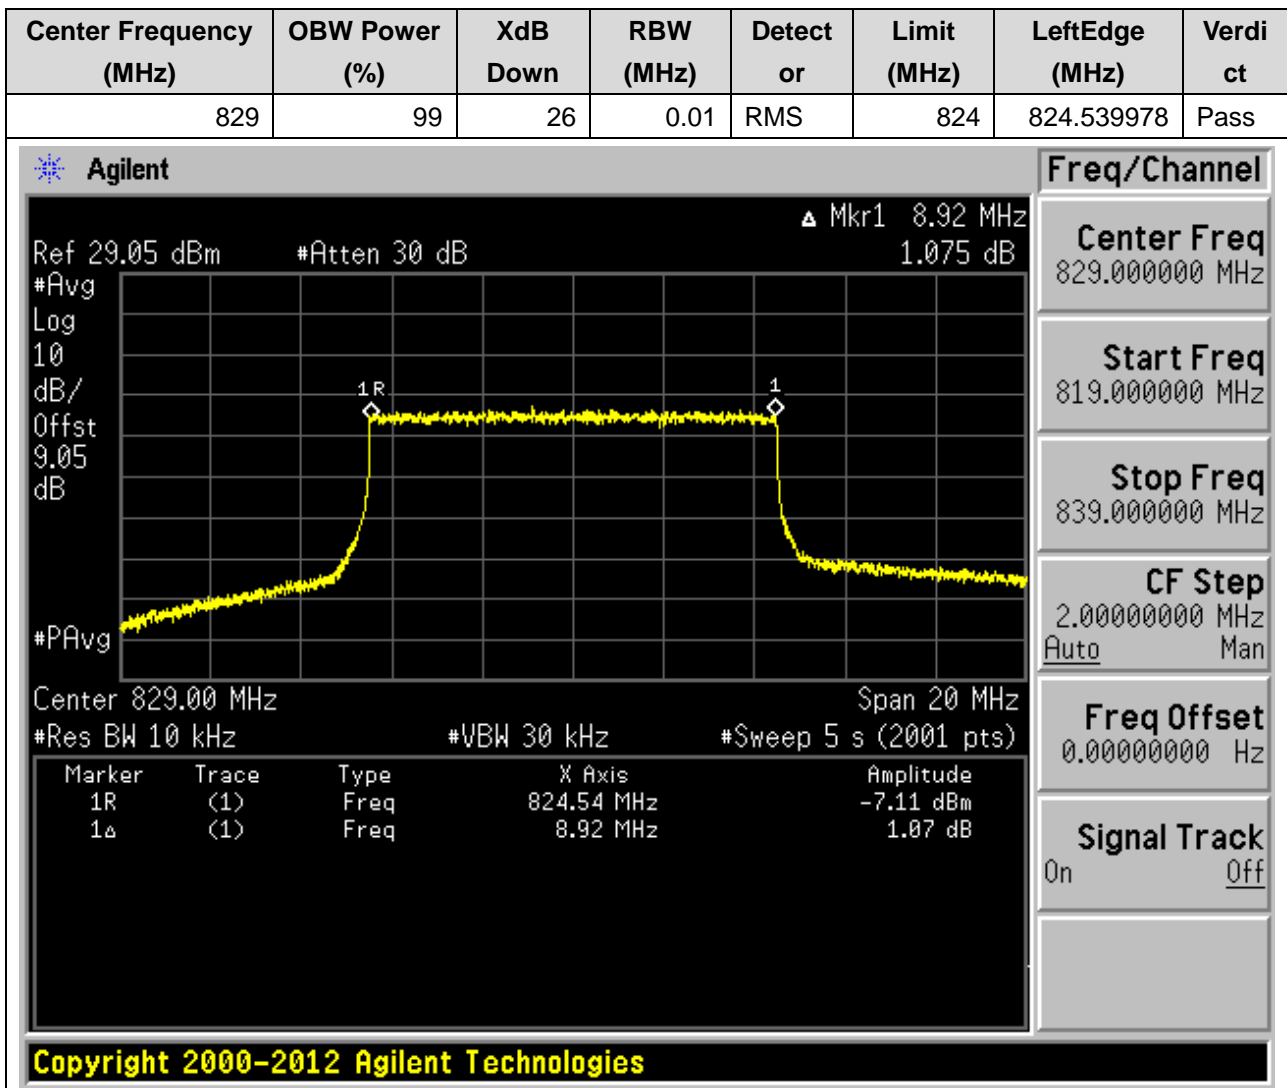 Center Frequency (MHz) OBW Power (%) XdB Down RBW (MHz) Detect or Limit (MHz) LeftEdge (MHz) Verdi ct
829 99 26 0.01 RMS 824 824.539978 Pass
Agilent
Freq/Channel
Δ Mkr1 8.92 MHz
Ref 29.05 dBm #Atten 30 dB 1.075 dB
#Avg
Log
10
dB/
Offst
9.05
dB
#PAvg
1R
1
Center 829.00 MHz Span 20 MHz
#Res BW 10 kHz #VBW 30 kHz #Sweep 5 s (2001 pts)
Marker Trace Type X Axis Amplitude
1R (1) Freq 824.54 MHz -7.11 dBm
1Δ (1) Freq 8.92 MHz 1.07 dB
Center Freq
829.000000 MHz
Start Freq
819.000000 MHz
Stop Freq
839.000000 MHz
CF Step
2.00000000 MHz
Auto Man
Freq Offset
0.00000000 Hz
Signal Track
On Off
Copyright 2000-2012 Agilent Technologies